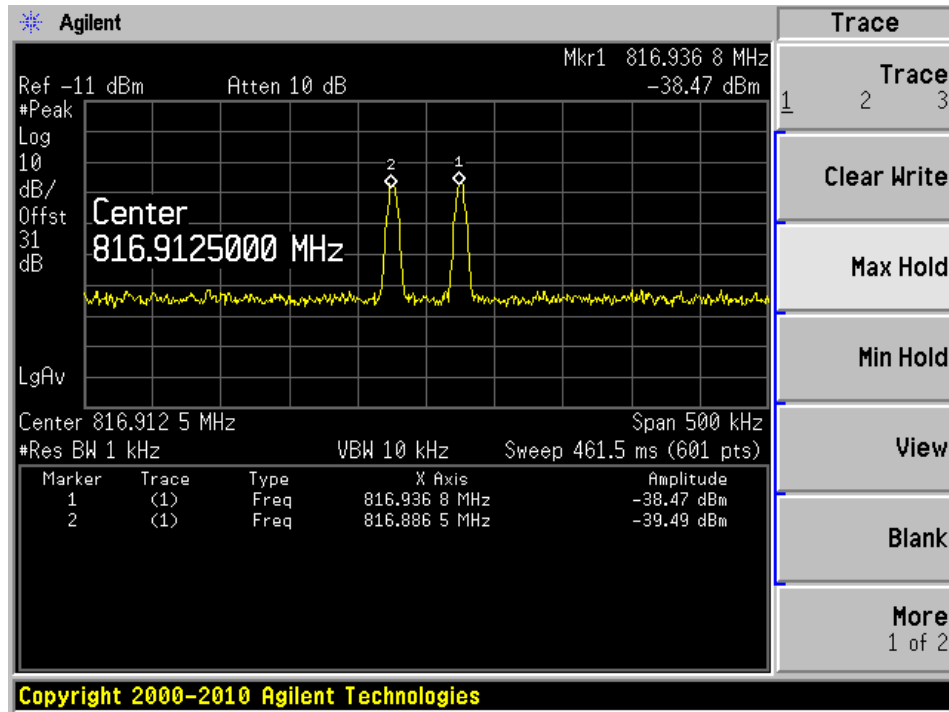 Agilent
Trace
Mkr1 816.936 8 MHz
Ref -11 dBm Atten 10 dB -38.47 dBm
#Peak
Log
10
dB/
Offst
31
dB
LgAv
2 1
Center
816.9125000 MHz
Center 816.912 5 MHz Span 500 kHz
#Res BW 1 kHz VBW 10 kHz Sweep 461.5 ms (601 pts)
Marker Trace Type X Axis Amplitude
1 (1) Freq 816.936 8 MHz -38.47 dBm
2 (1) Freq 816.886 5 MHz -39.49 dBm
Trace
1 2 3
Clear Write
Max Hold
Min Hold
View
Blank
More
1 of 2
Copyright 2000-2010 Agilent Technologies